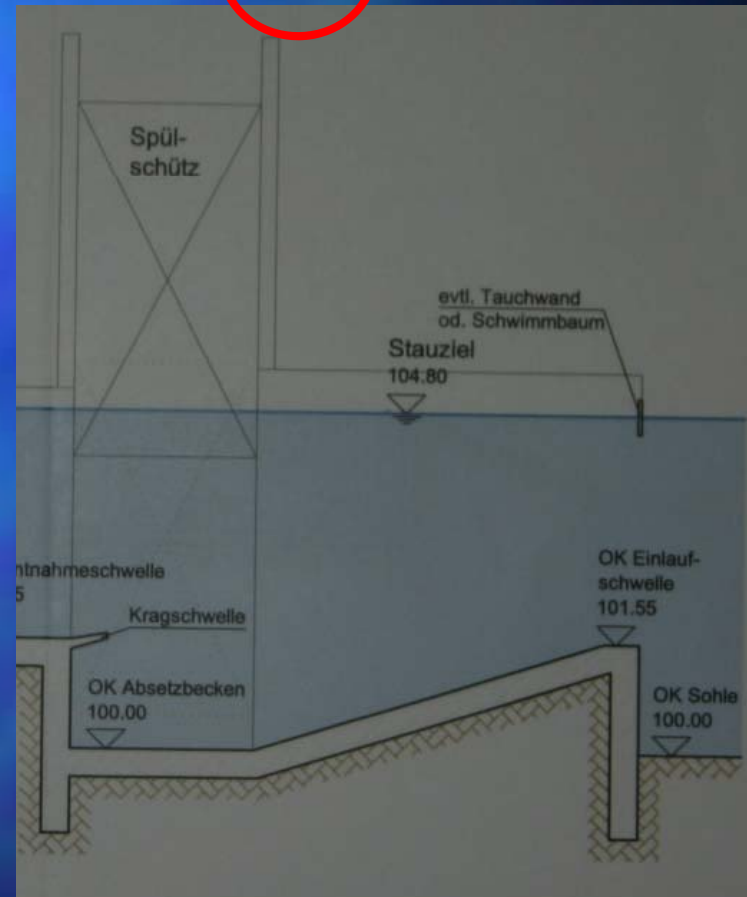 Spül-
schütz
evtl. Tauchwand
od. Schwimmbaum
Stauziel
104.80
ntnahmeschwelle
5
Kragschwelle
OK Einlauf-
schwelle
101.55
OK Absetzbecken
100.00
OK Sohle
100.00